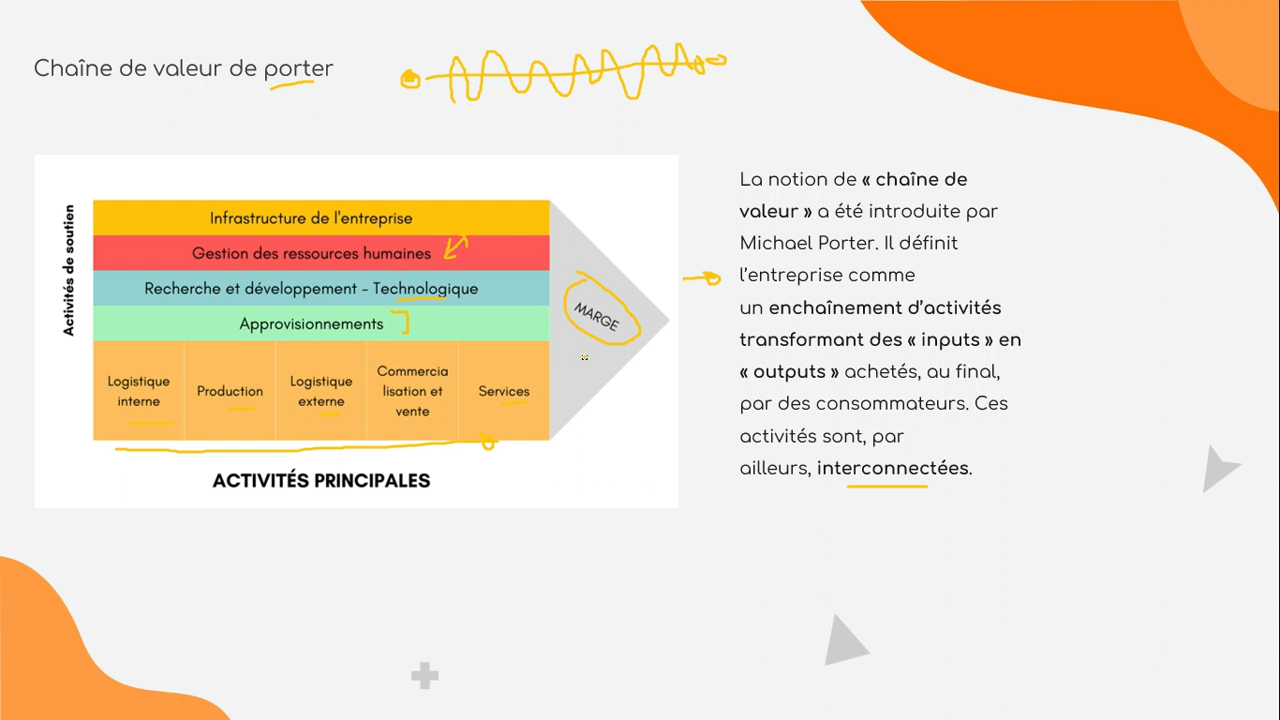 Chaîne de valeur de porter
Activités de soutien
Infrastructure de l'entreprise
Gestion des ressources humaines
Recherche et développement - Technologique
Approvisionnements
Logistique
interne
Production
Logistique
externe
Commercia
lisation et
vente
Services
MARGE
ACTIVITÉS PRINCIPALES
La notion de « chaîne de
valeur » a été introduite par
Michael Porter. Il définit
l’entreprise comme
un enchaînement d’activités
transformant des « inputs » en
« outputs » achetés, au final,
par des consommateurs. Ces
activités sont, par
ailleurs, interconnectées.